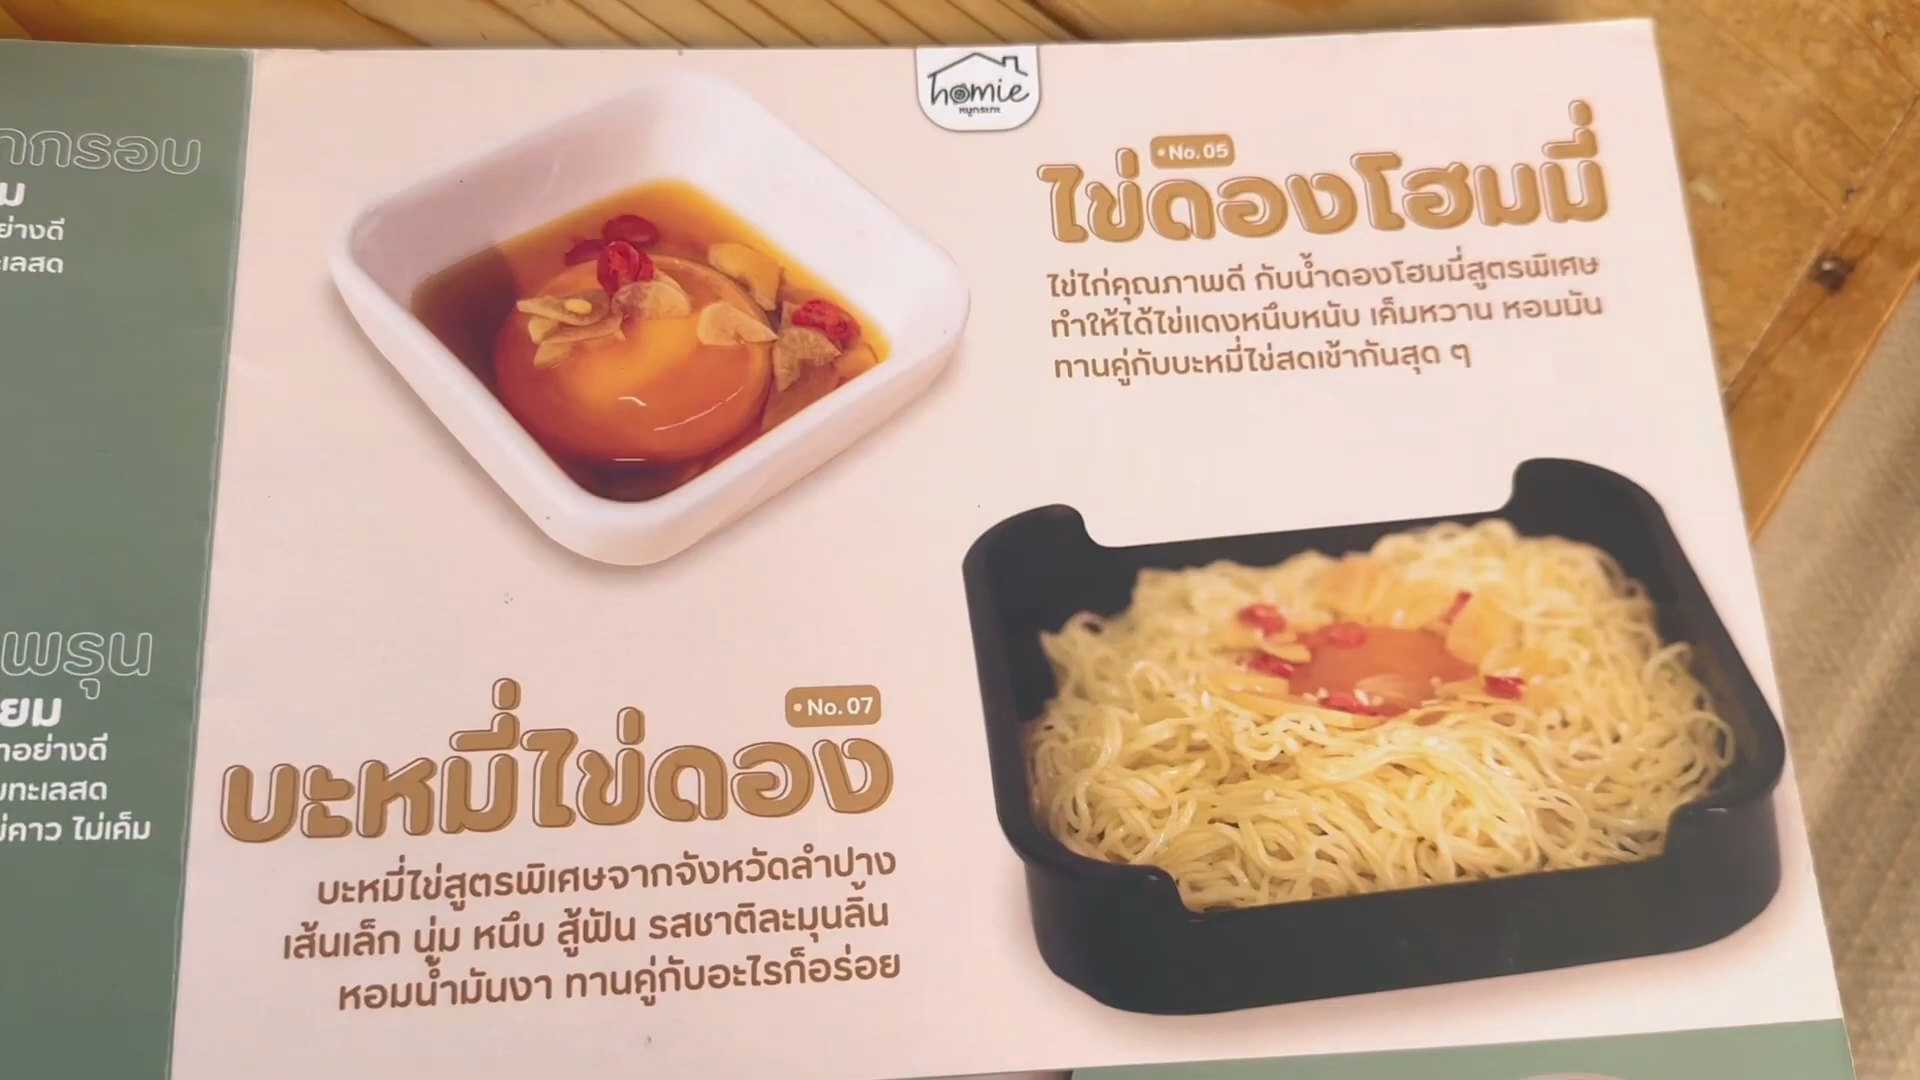 homie
หมูกระทะ
No. 05
ไข่ดองโฮมมี่
ไข่ไก่คุณภาพดี กับน้ำดองโฮมมี่สูตรพิเศษ
ทำให้ได้ไข่แดงหนึบหนับ เค็มหวาน หอมมัน
ทานคู่กับบะหมี่ไข่สดเข้ากันสุด ๆ
No. 07
บะหมี่ไข่ดอง
บะหมี่ไข่สูตรพิเศษจากจังหวัดลำปาง
เส้นเล็ก นุ่ม หนึบ สู้ฟัน รสชาติละมุนลิ้น
หอมน้ำมันงา ทานคู่กับอะไรก็อร่อย
กรอบ
ย่างดี
ทะเลสด
พรุน
อย่างดี
ทะเลสด
ไม่คาว ไม่เค็ม